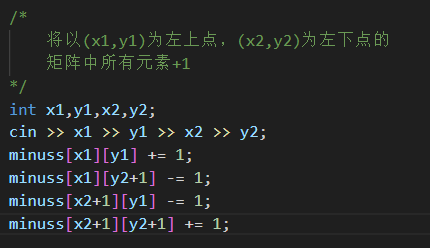 /*
将以(x1,y1)为左上点，(x2,y2)为左下点的
矩阵中所有元素+1
*/
int x1,y1,x2,y2;
cin >> x1 >> y1 >> x2 >> y2;
minuss[x1][y1] += 1;
minuss[x1][y2+1] -= 1;
minuss[x2+1][y1] -= 1;
minuss[x2+1][y2+1] += 1;